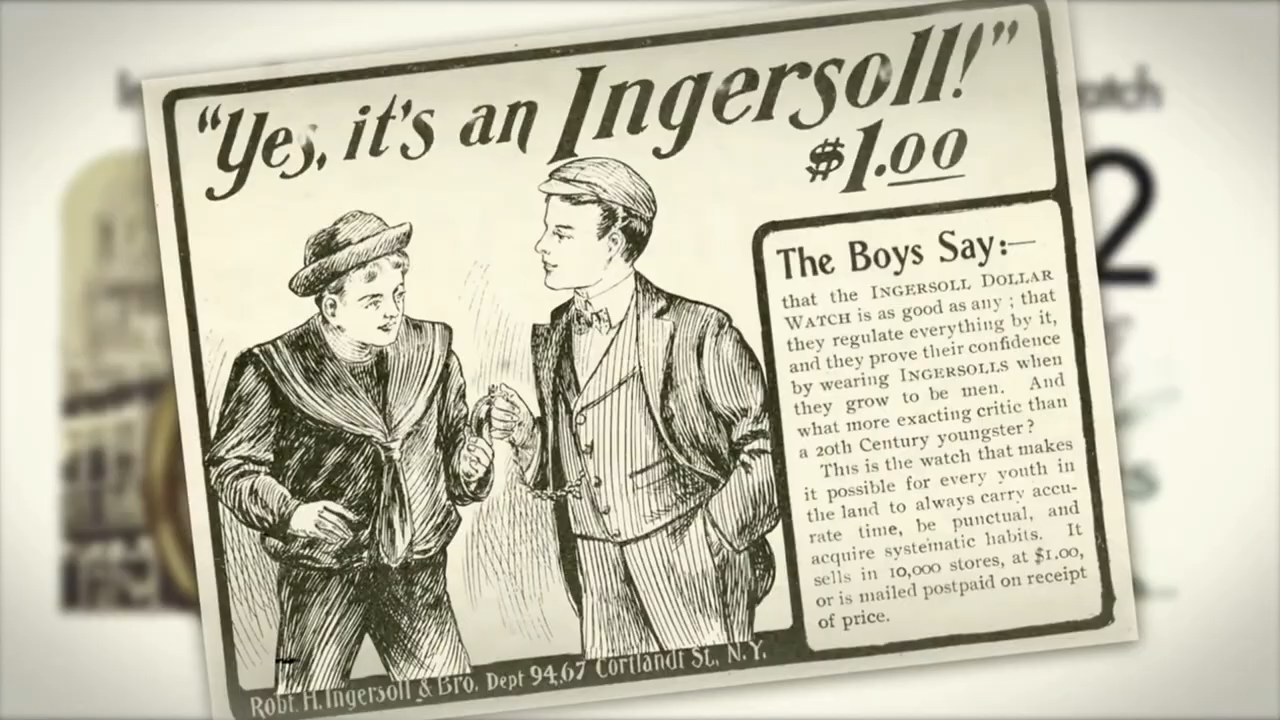 "Yes, it's an Ingersoll!"
$1.00
The Boys Say:—
that the INGERSOLL DOLLAR
WATCH is as good as any; that
they regulate everything by it,
and they prove their confidence
by wearing INGERSOLLS when
they grow to be men. And
what more exacting critic than
a 20th Century youngster?
This is the watch that makes
it possible for every youth in
the land to always carry accu-
rate time, be punctual, and
acquire systematic habits. It
sells in 10,000 stores, at $1.00,
or is mailed postpaid on receipt
of price.
Robt. H. Ingersoll & Bro. Dept 94, 67 Cortlandt St., N.Y.
2